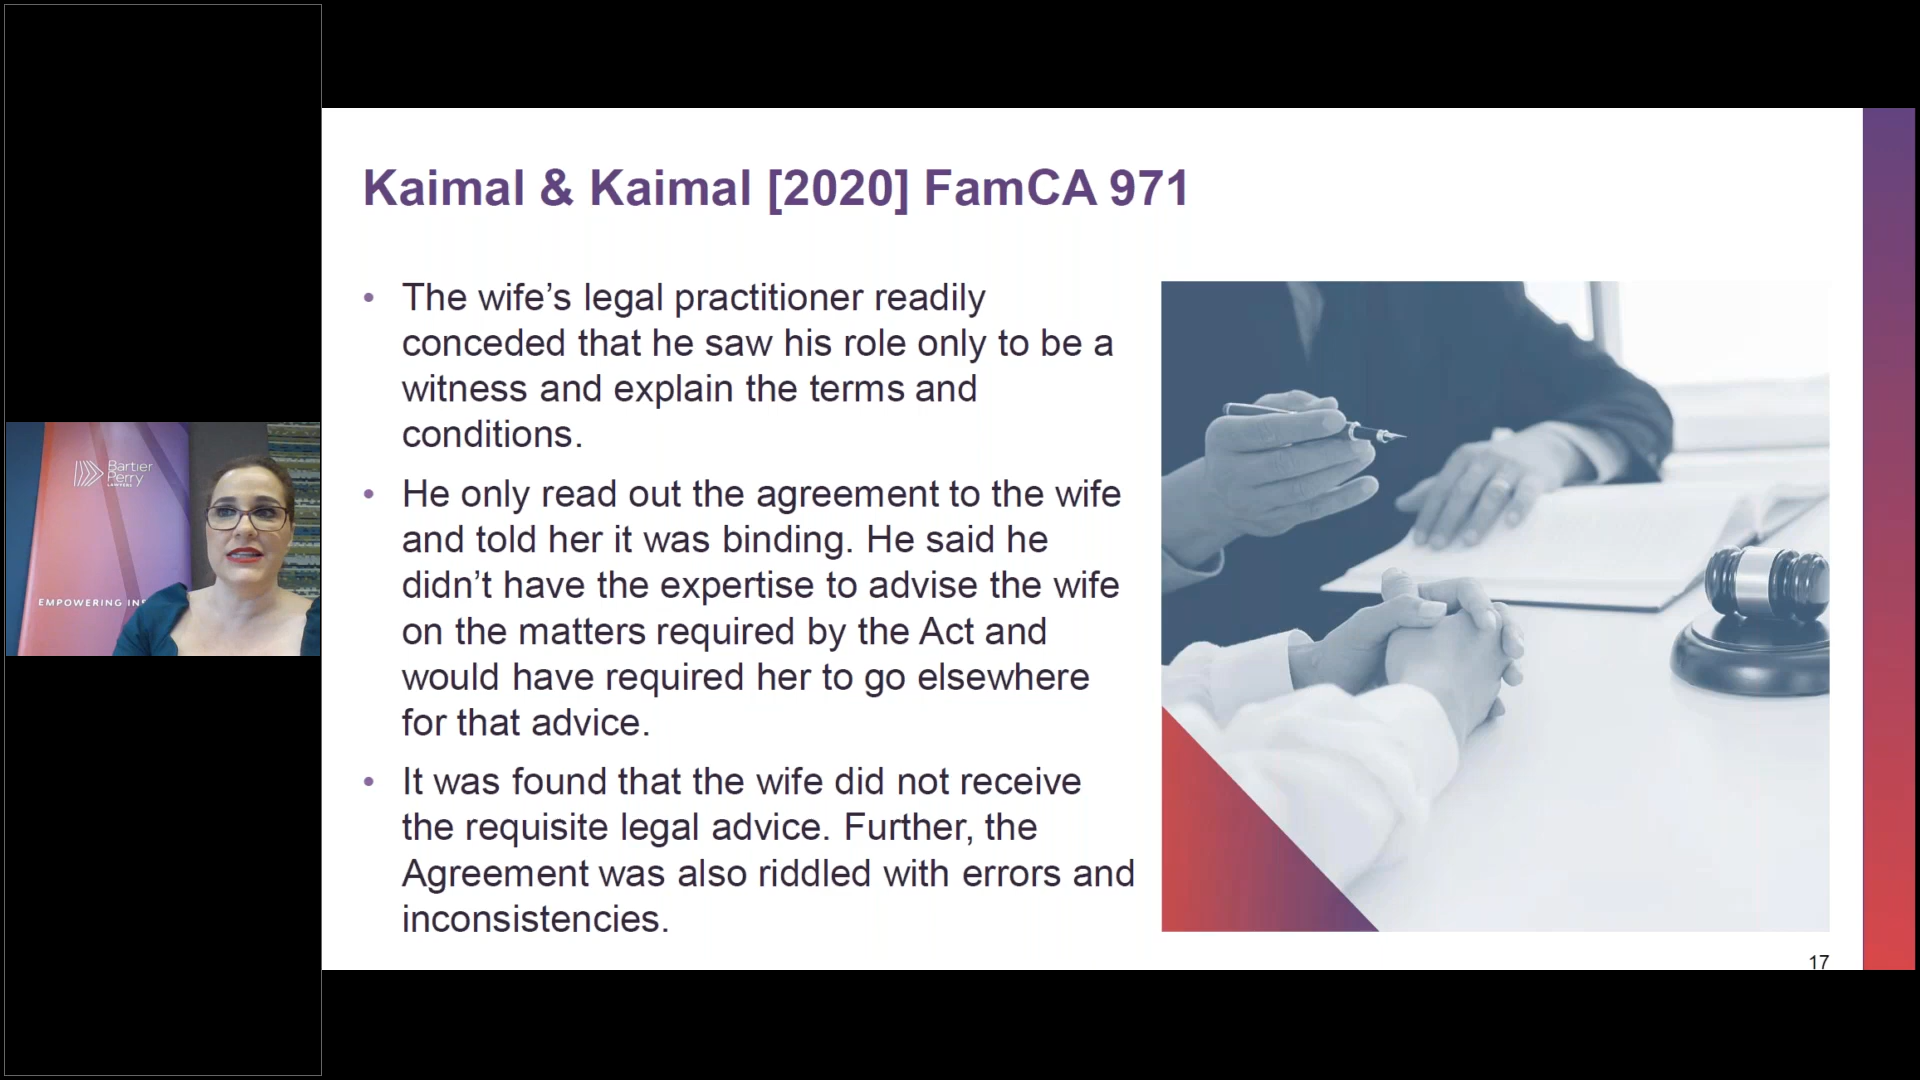 Kaimal & Kaimal [2020] FamCA 971
• The wife’s legal practitioner readily
conceded that he saw his role only to be a
witness and explain the terms and
conditions.
• He only read out the agreement to the wife
and told her it was binding. He said he
didn’t have the expertise to advise the wife
on the matters required by the Act and
would have required her to go elsewhere
for that advice.
• It was found that the wife did not receive
the requisite legal advice. Further, the
Agreement was also riddled with errors and
inconsistencies.
17
Bartier
Perry
LAWYERS
EMPOWERING